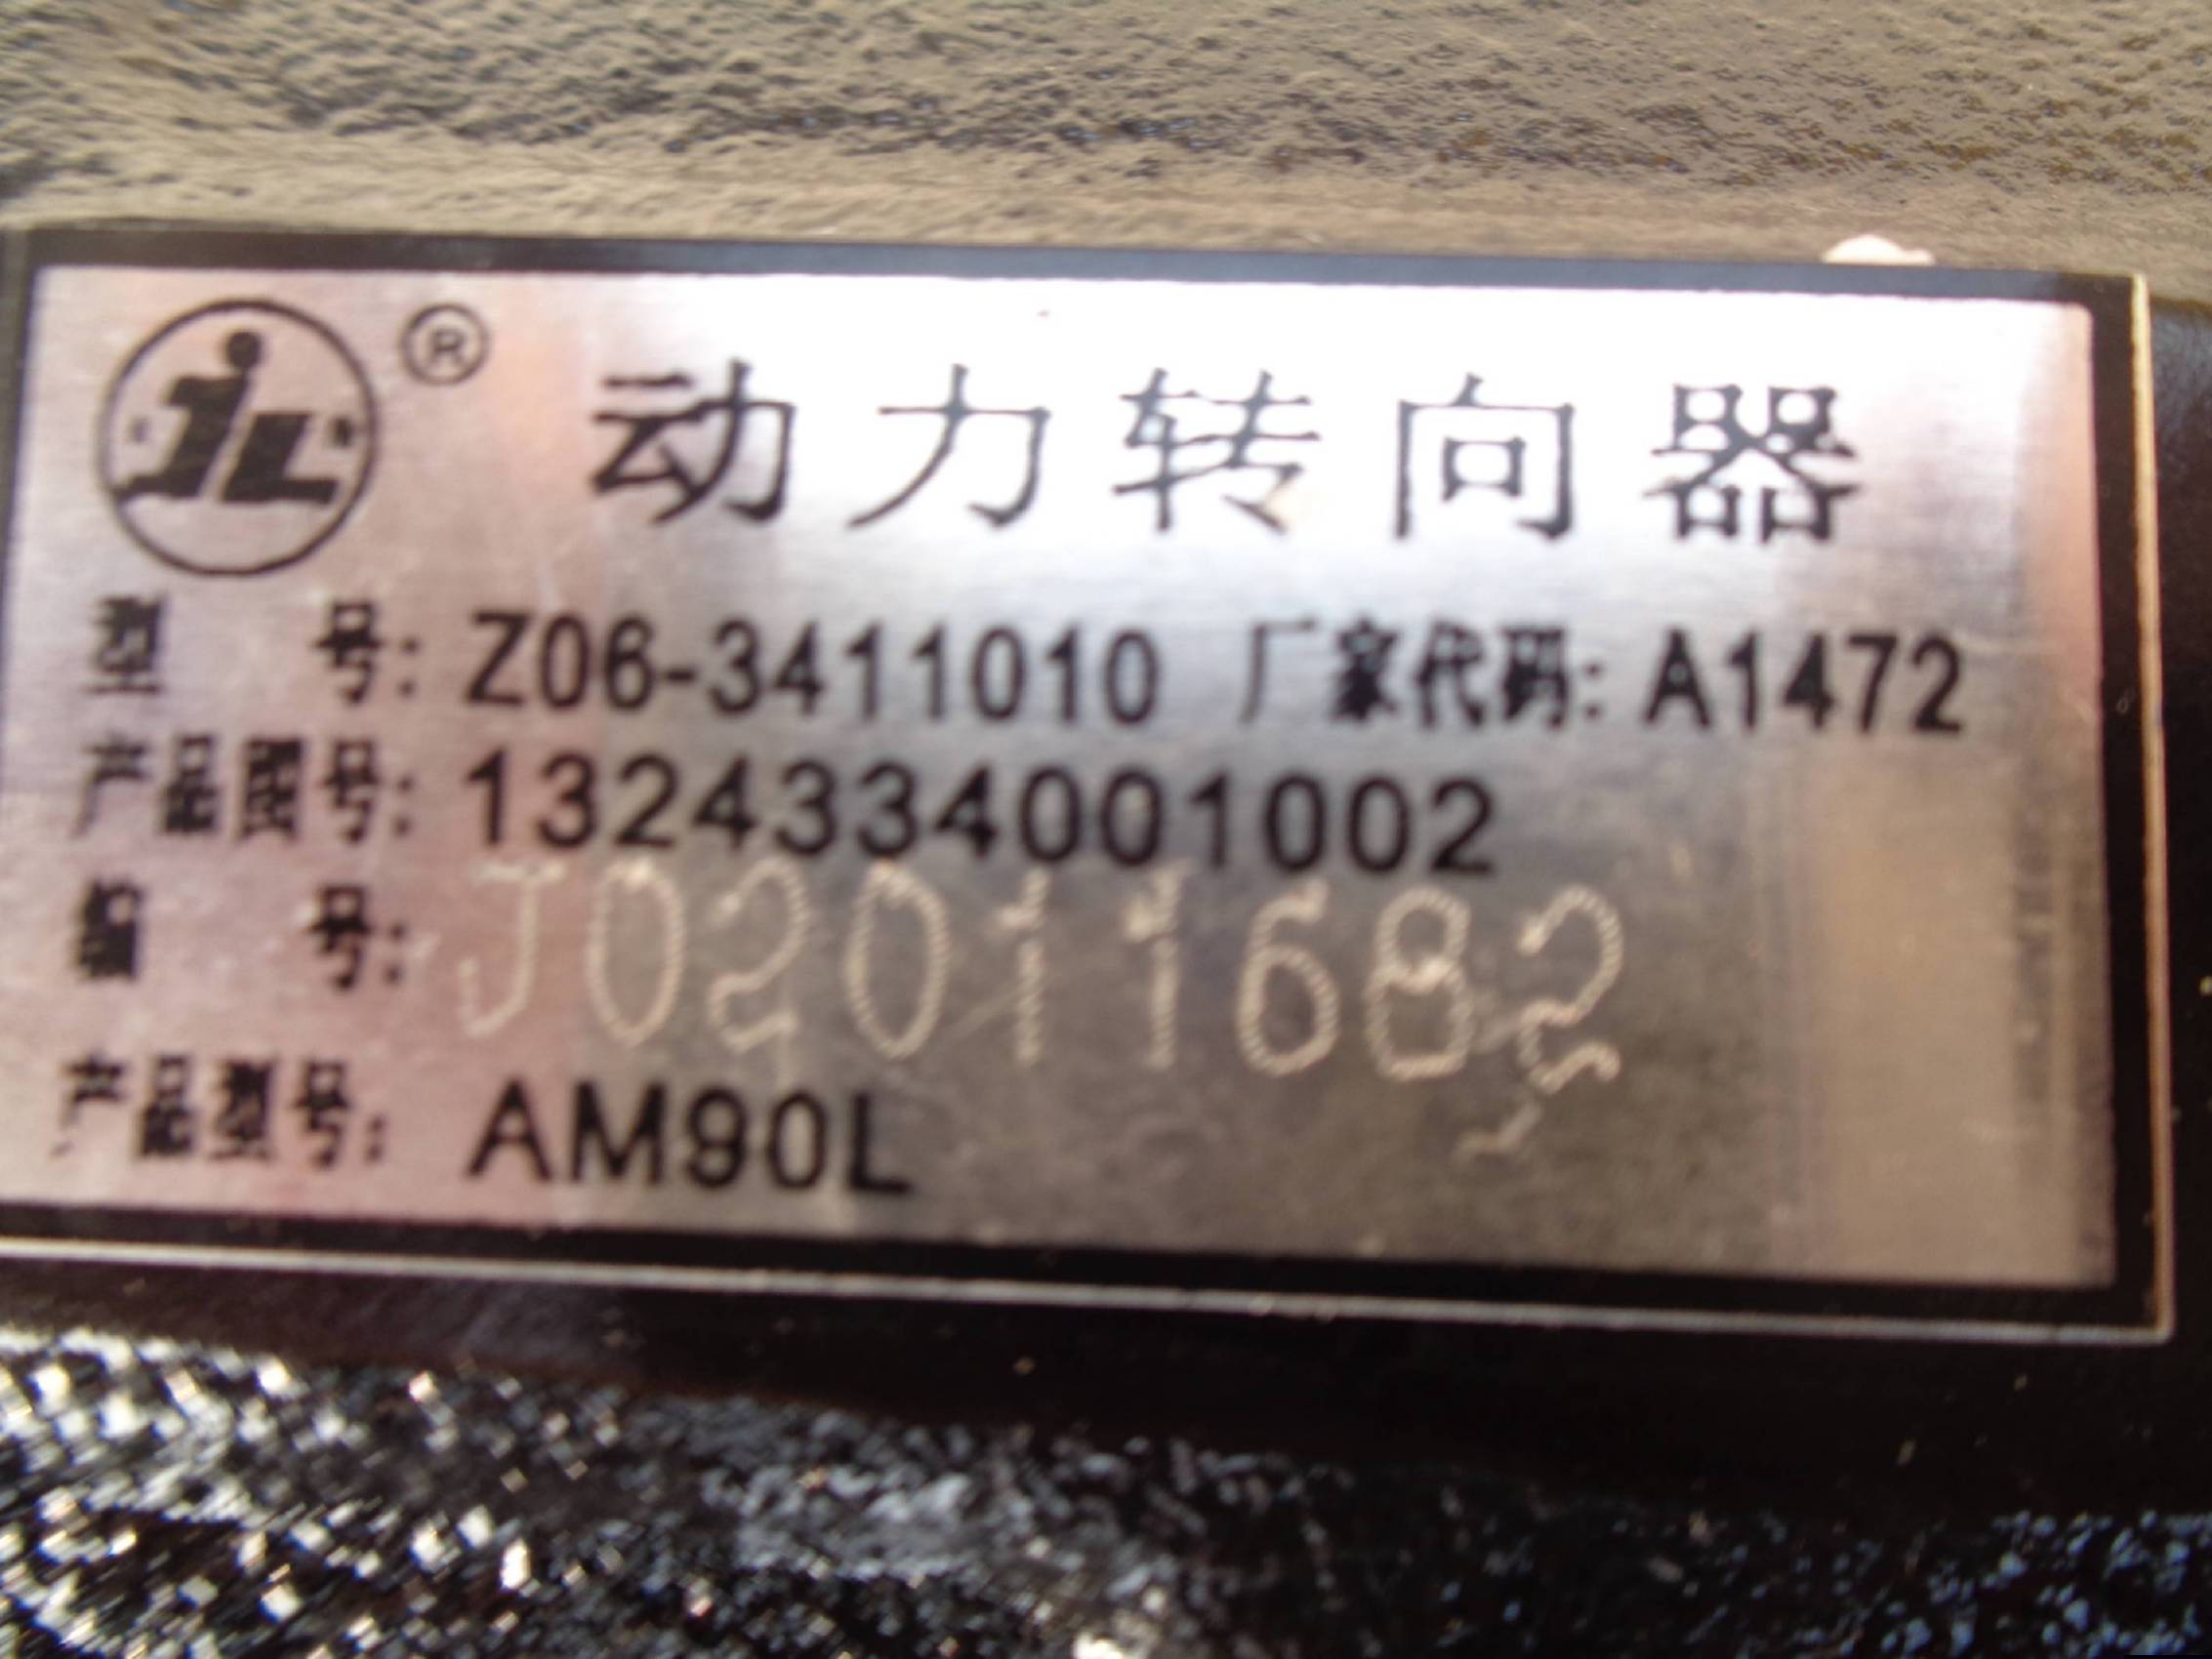 JL ® 动力转向器
型 号: Z06-3411010 厂家代码: A1472
产品图号: 1324334001002
编 号: J02011682
产品型号: AM90L